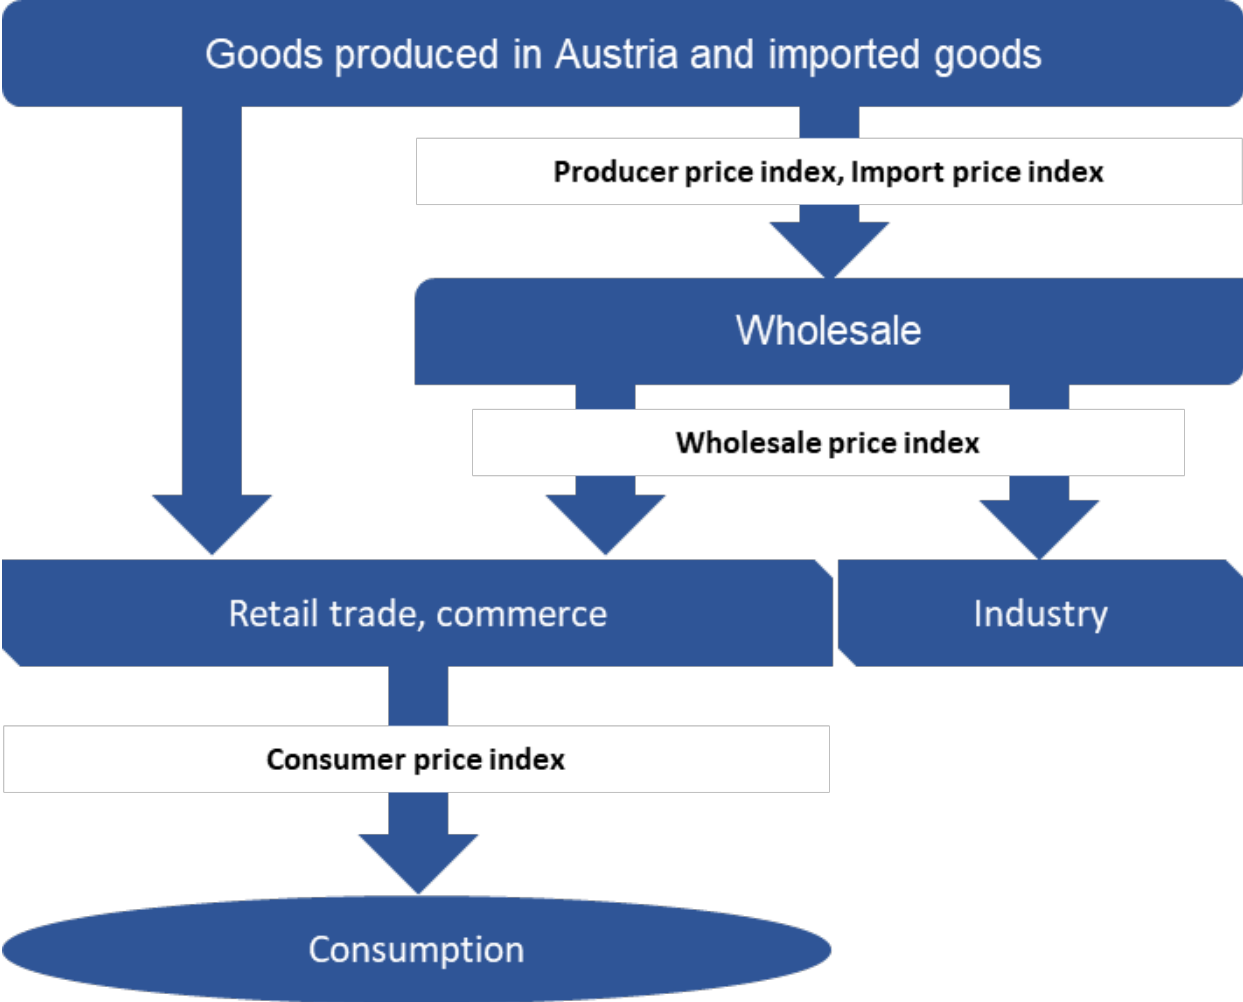 Goods produced in Austria and imported goods
Producer price index, Import price index
Wholesale
Wholesale price index
Retail trade, commerce
Industry
Consumer price index
Consumption